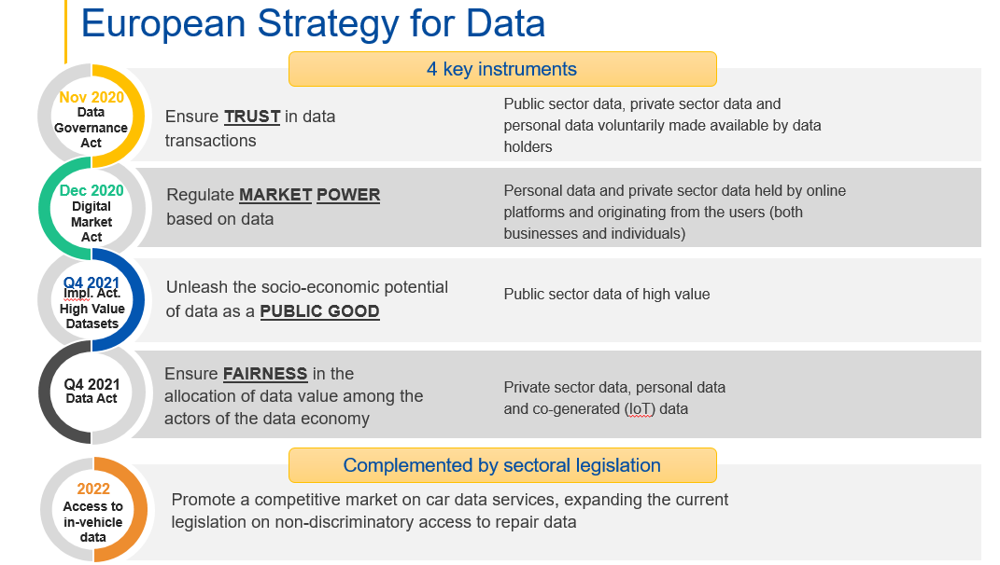 European Strategy for Data
4 key instruments
Nov 2020
Data
Governance
Act
Ensure TRUST in data
transactions
Public sector data, private sector data and
personal data voluntarily made available by data
holders
Dec 2020
Digital
Market
Act
Regulate MARKET POWER
based on data
Personal data and private sector data held by online
platforms and originating from the users (both
businesses and individuals)
Q4 2021
Impl. Act.
High Value
Datasets
Unleash the socio-economic potential
of data as a PUBLIC GOOD
Public sector data of high value
Q4 2021
Data Act
Ensure FAIRNESS in the
allocation of data value among the
actors of the data economy
Private sector data, personal data
and co-generated (IoT) data
Complemented by sectoral legislation
2022
Access to
in-vehicle
data
Promote a competitive market on car data services, expanding the current
legislation on non-discriminatory access to repair data